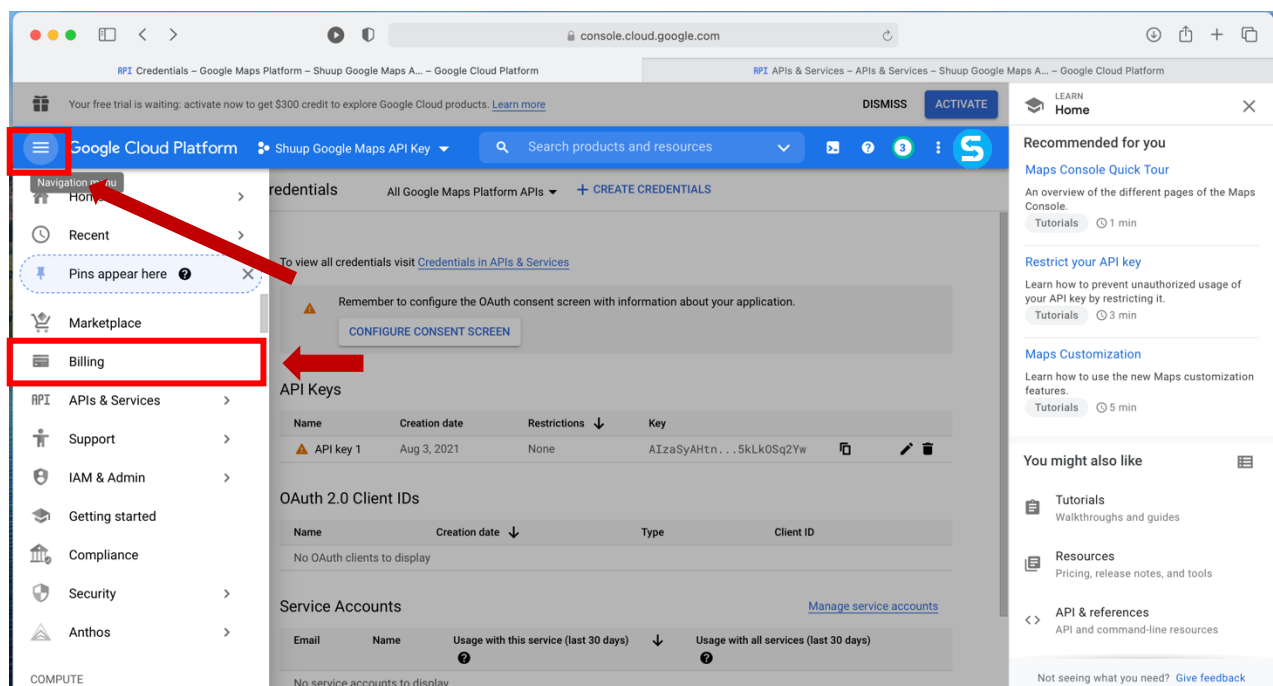 console.cloud.google.com
API Credentials – Google Maps Platform – Shuup Google Maps A... – Google Cloud Platform
API APIs & Services – APIs & Services – Shuup Google Maps A... – Google Cloud Platform
Your free trial is waiting: activate now to get $300 credit to explore Google Cloud products. Learn more
DISMISS
ACTIVATE
Google Cloud Platform
Shuup Google Maps API Key
Search products and resources
3
S
Navigation menu
Home
Recent
Pins appear here
Marketplace
Billing
API APIs & Services
Support
IAM & Admin
Getting started
Compliance
Security
Anthos
COMPUTE
redentials
All Google Maps Platform APIs
+ CREATE CREDENTIALS
To view all credentials visit Credentials in APIs & Services
Remember to configure the OAuth consent screen with information about your application.
CONFIGURE CONSENT SCREEN
API Keys
Name Creation date Restrictions Key
API key 1 Aug 3, 2021 None AIzaSyAHtn...5kLkOSq2Yw
OAuth 2.0 Client IDs
Name Creation date Type Client ID
No OAuth clients to display
Service Accounts
Manage service accounts
Email Name Usage with this service (last 30 days) Usage with all services (last 30 days)
No service accounts to display
LEARN
Home
Recommended for you
Maps Console Quick Tour
An overview of the different pages of the Maps
Console.
Tutorials 1 min
Restrict your API key
Learn how to prevent unauthorized usage of
your API key by restricting it.
Tutorials 3 min
Maps Customization
Learn how to use the new Maps customization
features.
Tutorials 5 min
You might also like
Tutorials
Walkthroughs and guides
Resources
Pricing, release notes, and tools
API & references
API and command-line resources
Not seeing what you need? Give feedback